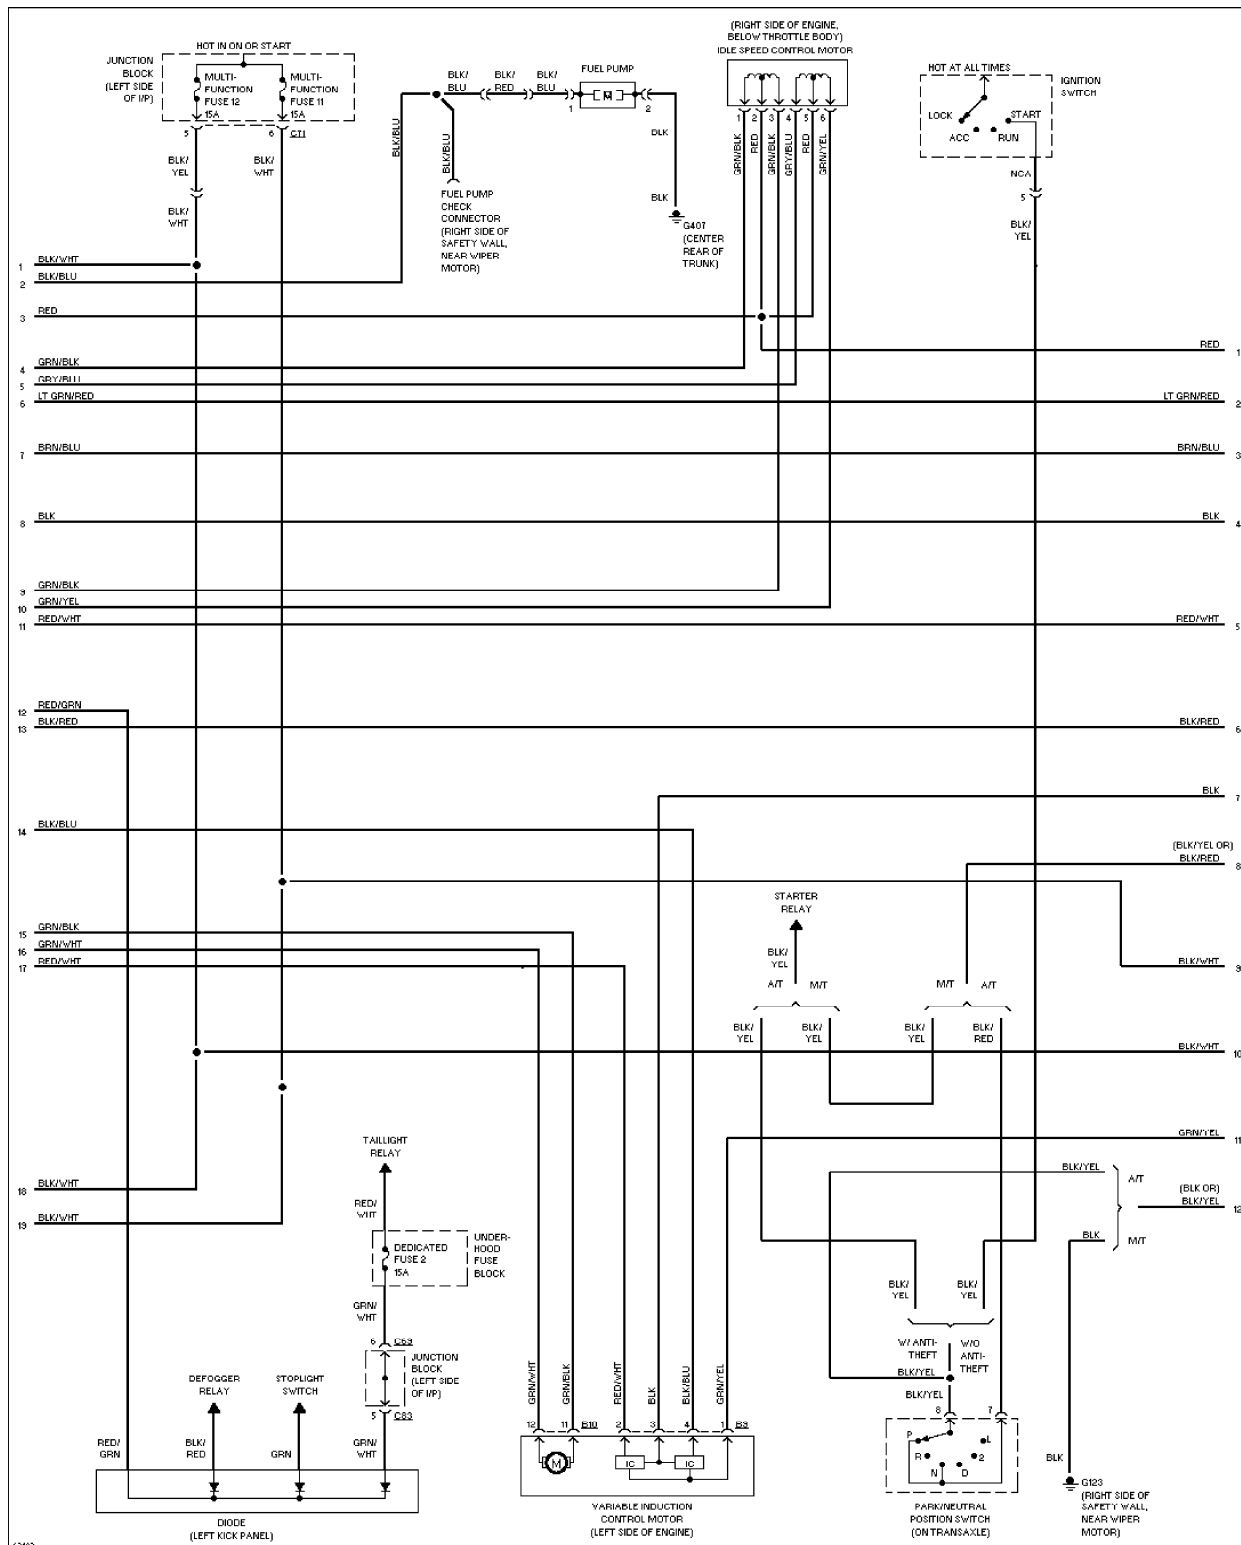 (RIGHT SIDE OF ENGINE,
BELOW THROTTLE BODY)
IDLE SPEED CONTROL MOTOR
HOT IN ON OR START
JUNCTION
BLOCK
(LEFT SIDE
OF I/P)
MULTI-
FUNCTION
FUSE 12
15A
MULTI-
FUNCTION
FUSE 11
15A
5
6
C71
BLK/
YEL
BLK/
WHT
BLK/
WHT
BLK/
BLU
BLK/
RED
BLK/
BLU
FUEL PUMP
M
1
2
BLK
BLK
G407
(CENTER
REAR OF
TRUNK)
BLK/BLU
BLK/BLU
FUEL PUMP
CHECK
CONNECTOR
(RIGHT SIDE OF
SAFETY WALL,
NEAR WIPER
MOTOR)
1 2 3 4 5 6
GRN/BLK
RED
GRN/BLK
GRY/BLU
RED
GRN/YEL
HOT AT ALL TIMES
IGNITION
SWITCH
LOCK
START
ACC
RUN
NCA
5
BLK/
YEL
1 BLK/WHT
2 BLK/BLU
3 RED
RED 1
4 GRN/BLK
5 GRY/BLU
6 LT GRN/RED
LT GRN/RED 2
7 BRN/BLU
BRN/BLU 3
8 BLK
BLK 4
9 GRN/BLK
10 GRN/YEL
11 RED/WHT
RED/WHT 5
12 RED/GRN
13 BLK/RED
BLK/RED 6
BLK 7
14 BLK/BLU
(BLK/YEL OR)
BLK/RED 8
15 GRN/BLK
16 GRN/WHT
17 RED/WHT
BLK/WHT 9
STARTER
RELAY
BLK/
YEL
A/T M/T
M/T A/T
BLK/
YEL
BLK/
YEL
BLK/
YEL
BLK/
RED
BLK/WHT 10
GRN/YEL 11
TAILLIGHT
RELAY
BLK/YEL
A/T
(BLK OR)
BLK/YEL 12
BLK
M/T
18 BLK/WHT
19 BLK/WHT
RED/
WHT
DEDICATED
FUSE 2
15A
UNDER-
HOOD
FUSE
BLOCK
GRN/
WHT
6 C69
JUNCTION
BLOCK
(LEFT SIDE
OF I/P)
5 C83
DEFOGGER
RELAY
STOPLIGHT
SWITCH
RED/
GRN
BLK/
RED
GRN
GRN/
WHT
DIODE
(LEFT KICK PANEL)
GRN/WHT
GRN/BLK
RED/WHT
BLK
BLK/BLU
GRN/YEL
12 11 B10 2 3 4 1 B9
M
IC
IC
VARIABLE INDUCTION
CONTROL MOTOR
(LEFT SIDE OF ENGINE)
BLK/
YEL
BLK/
YEL
W/ ANTI-
THEFT
W/O
ANTI-
THEFT
BLK/YEL
BLK/YEL
8 7
P
R
N
D
2
L
PARK/NEUTRAL
POSITION SWITCH
(ON TRANSAXLE)
BLK
G123
(RIGHT SIDE OF
SAFETY WALL,
NEAR WIPER
MOTOR)